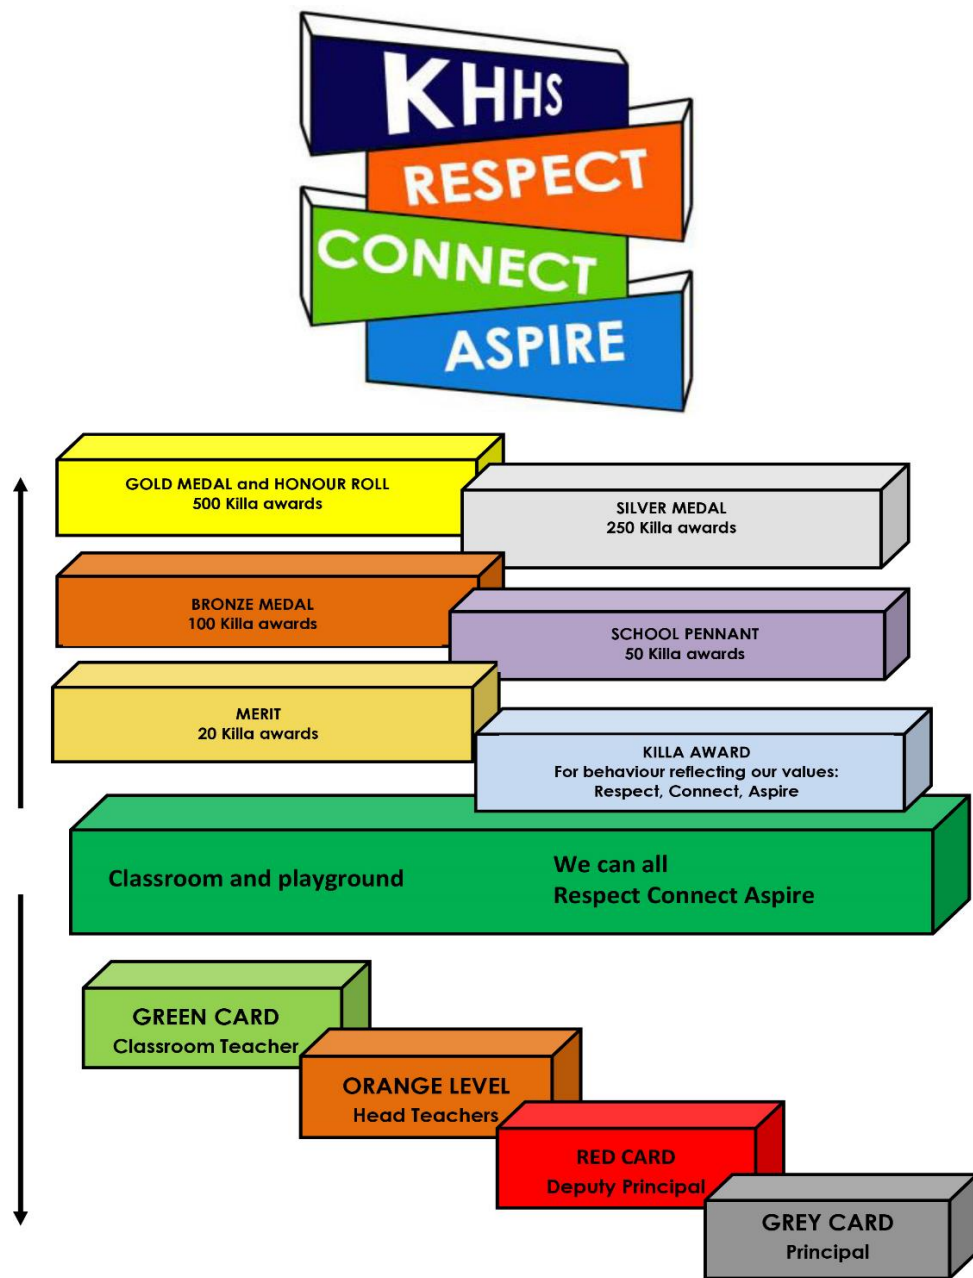 KHHS
RESPECT
CONNECT
ASPIRE
GOLD MEDAL and HONOUR ROLL
500 Killa awards
SILVER MEDAL
250 Killa awards
BRONZE MEDAL
100 Killa awards
SCHOOL PENNANT
50 Killa awards
MERIT
20 Killa awards
KILLA AWARD
For behaviour reflecting our values:
Respect, Connect, Aspire
Classroom and playground
We can all
Respect Connect Aspire
GREEN CARD
Classroom Teacher
ORANGE LEVEL
Head Teachers
RED CARD
Deputy Principal
GREY CARD
Principal